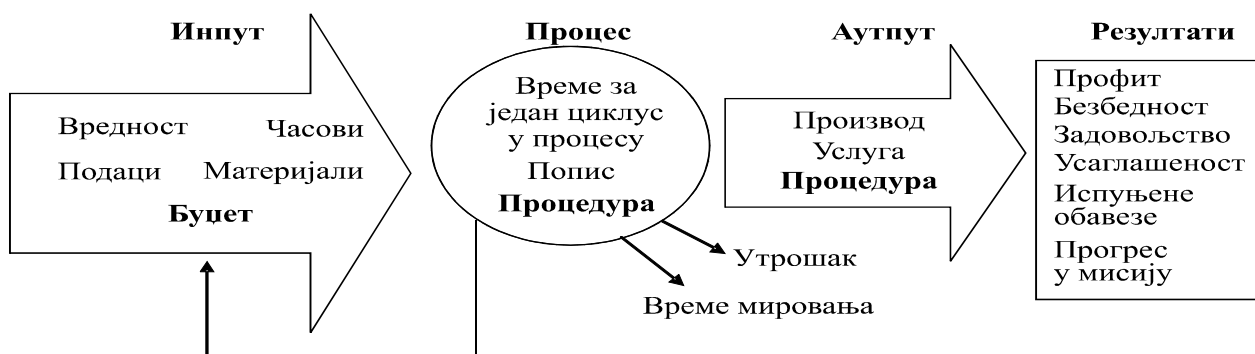 Инпут
Вредност Часови
Подаци Материјали
Буџет
Процес
Време за
један циклус
у процесу
Попис
Процедура
Утрошак
Време мировања
Аутпут
Производ
Услуга
Процедура
Резултати
Профит
Безбедност
Задовољство
Усаглашеност
Испуњене
обавезе
Прогрес
у мисију